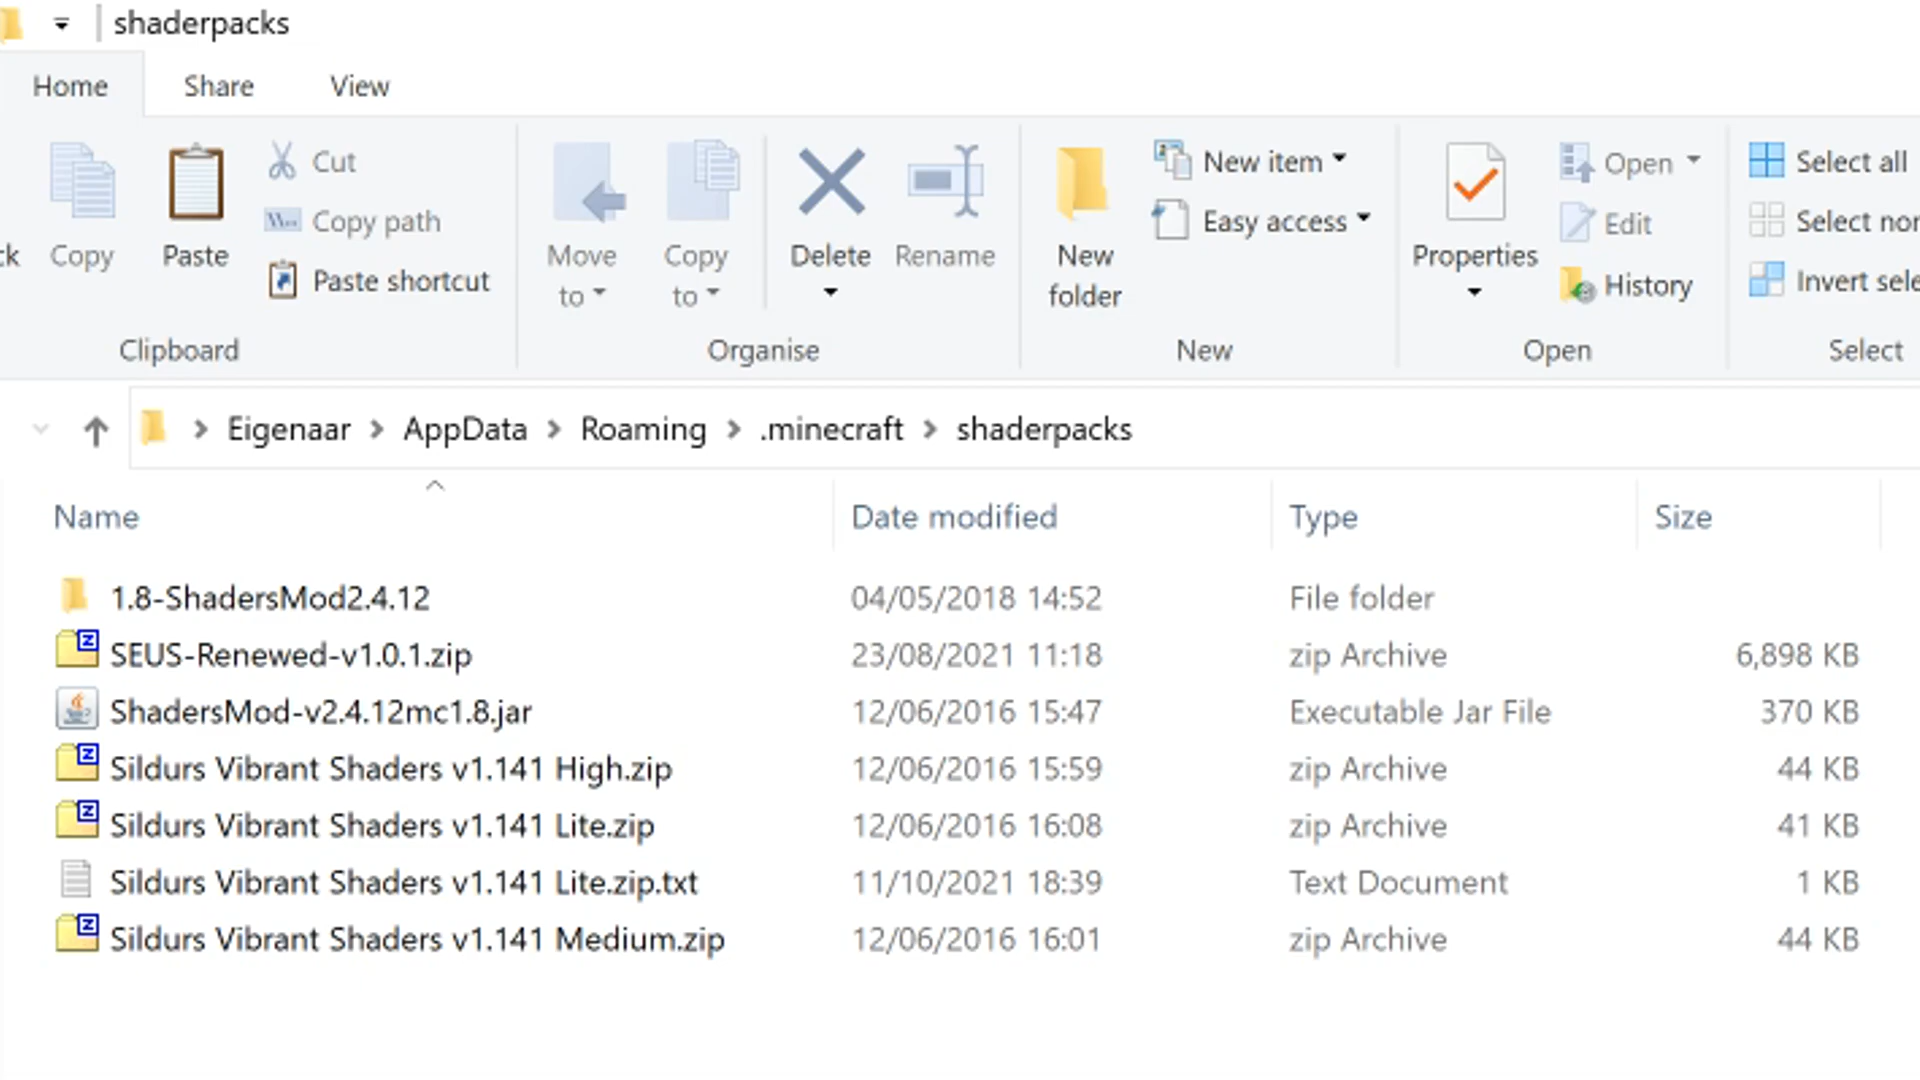 shaderpacks
Home Share View
Cut
Copy path
Paste shortcut
Copy Paste
Clipboard
Move to
Copy to
Delete
Rename
Organise
New folder
New item
Easy access
New
Properties
Open
Edit
History
Open
Select all
Select
Invert
Select
Eigenaar > AppData > Roaming > .minecraft > shaderpacks
Name Date modified Type Size
1.8-ShadersMod2.4.12 04/05/2018 14:52 File folder
SEUS-Renewed-v1.0.1.zip 23/08/2021 11:18 zip Archive 6,898 KB
ShadersMod-v2.4.12mc1.8.jar 12/06/2016 15:47 Executable Jar File 370 KB
Sildurs Vibrant Shaders v1.141 High.zip 12/06/2016 15:59 zip Archive 44 KB
Sildurs Vibrant Shaders v1.141 Lite.zip 12/06/2016 16:08 zip Archive 41 KB
Sildurs Vibrant Shaders v1.141 Lite.zip.txt 11/10/2021 18:39 Text Document 1 KB
Sildurs Vibrant Shaders v1.141 Medium.zip 12/06/2016 16:01 zip Archive 44 KB